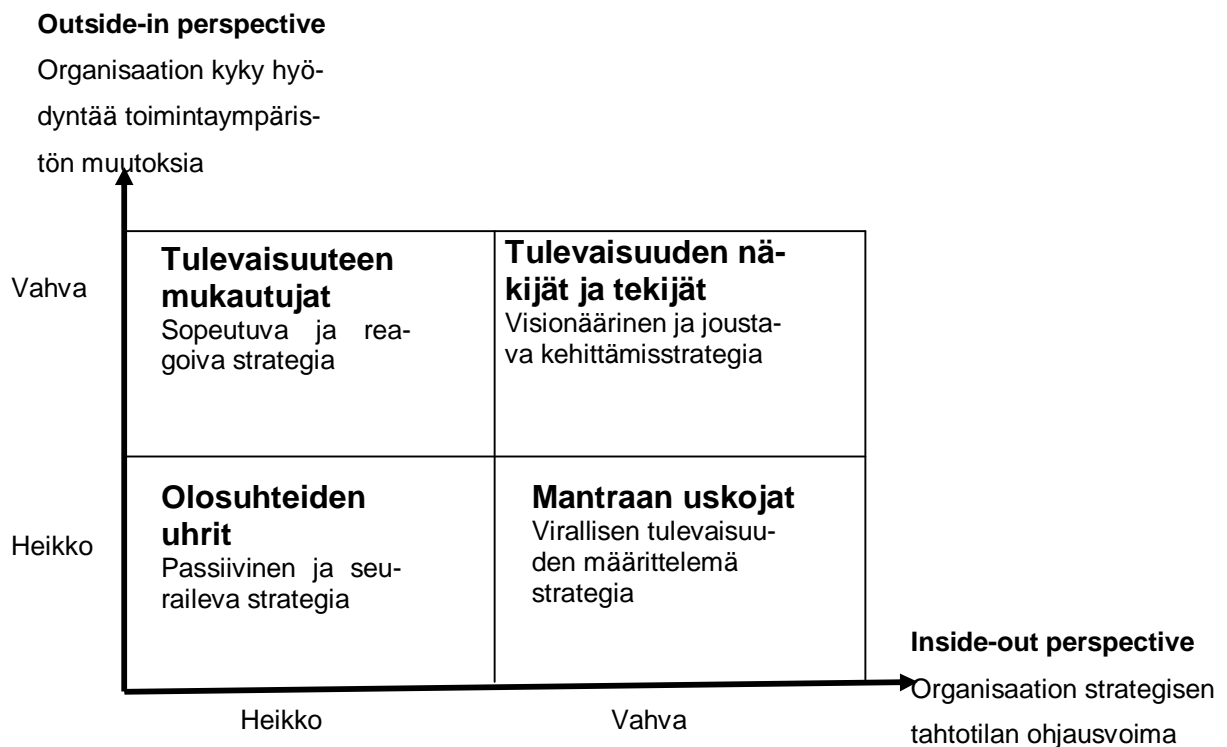 Outside-in perspective
Organisaation kyky hyö-
dyntää toimintaympäris-
tön muutoksia
Vahva
Tulevaisuuteen
mukautujat
Sopeutuva ja rea-
goiva strategia
Tulevaisuuden nä-
kijät ja tekijät
Visionäärinen ja jousta-
va kehittämisstrategia
Heikko
Olosuhteiden
uhrit
Passiivinen ja seu-
raileva strategia
Mantraan uskojat
Virallisen tulevaisuu-
den määrittelemä
strategia
Inside-out perspective
Organisaation strategisen
tahtotilan ohjausvoima
Heikko
Vahva